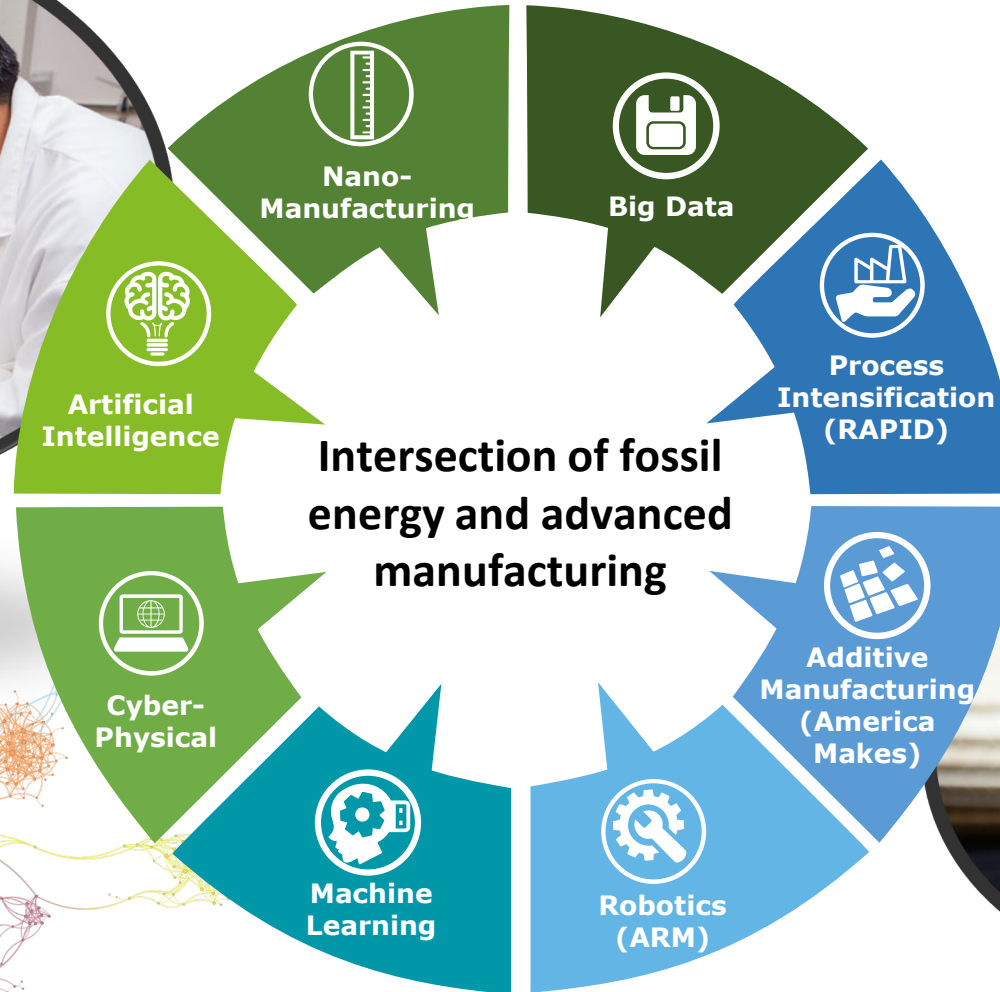 Nano-
Manufacturing
Big Data
Process
Intensification
(RAPID)
Artificial
Intelligence
Intersection of fossil
energy and advanced
manufacturing
Additive
Manufacturing
(America
Makes)
Cyber-
Physical
Machine
Learning
Robotics
(ARM)